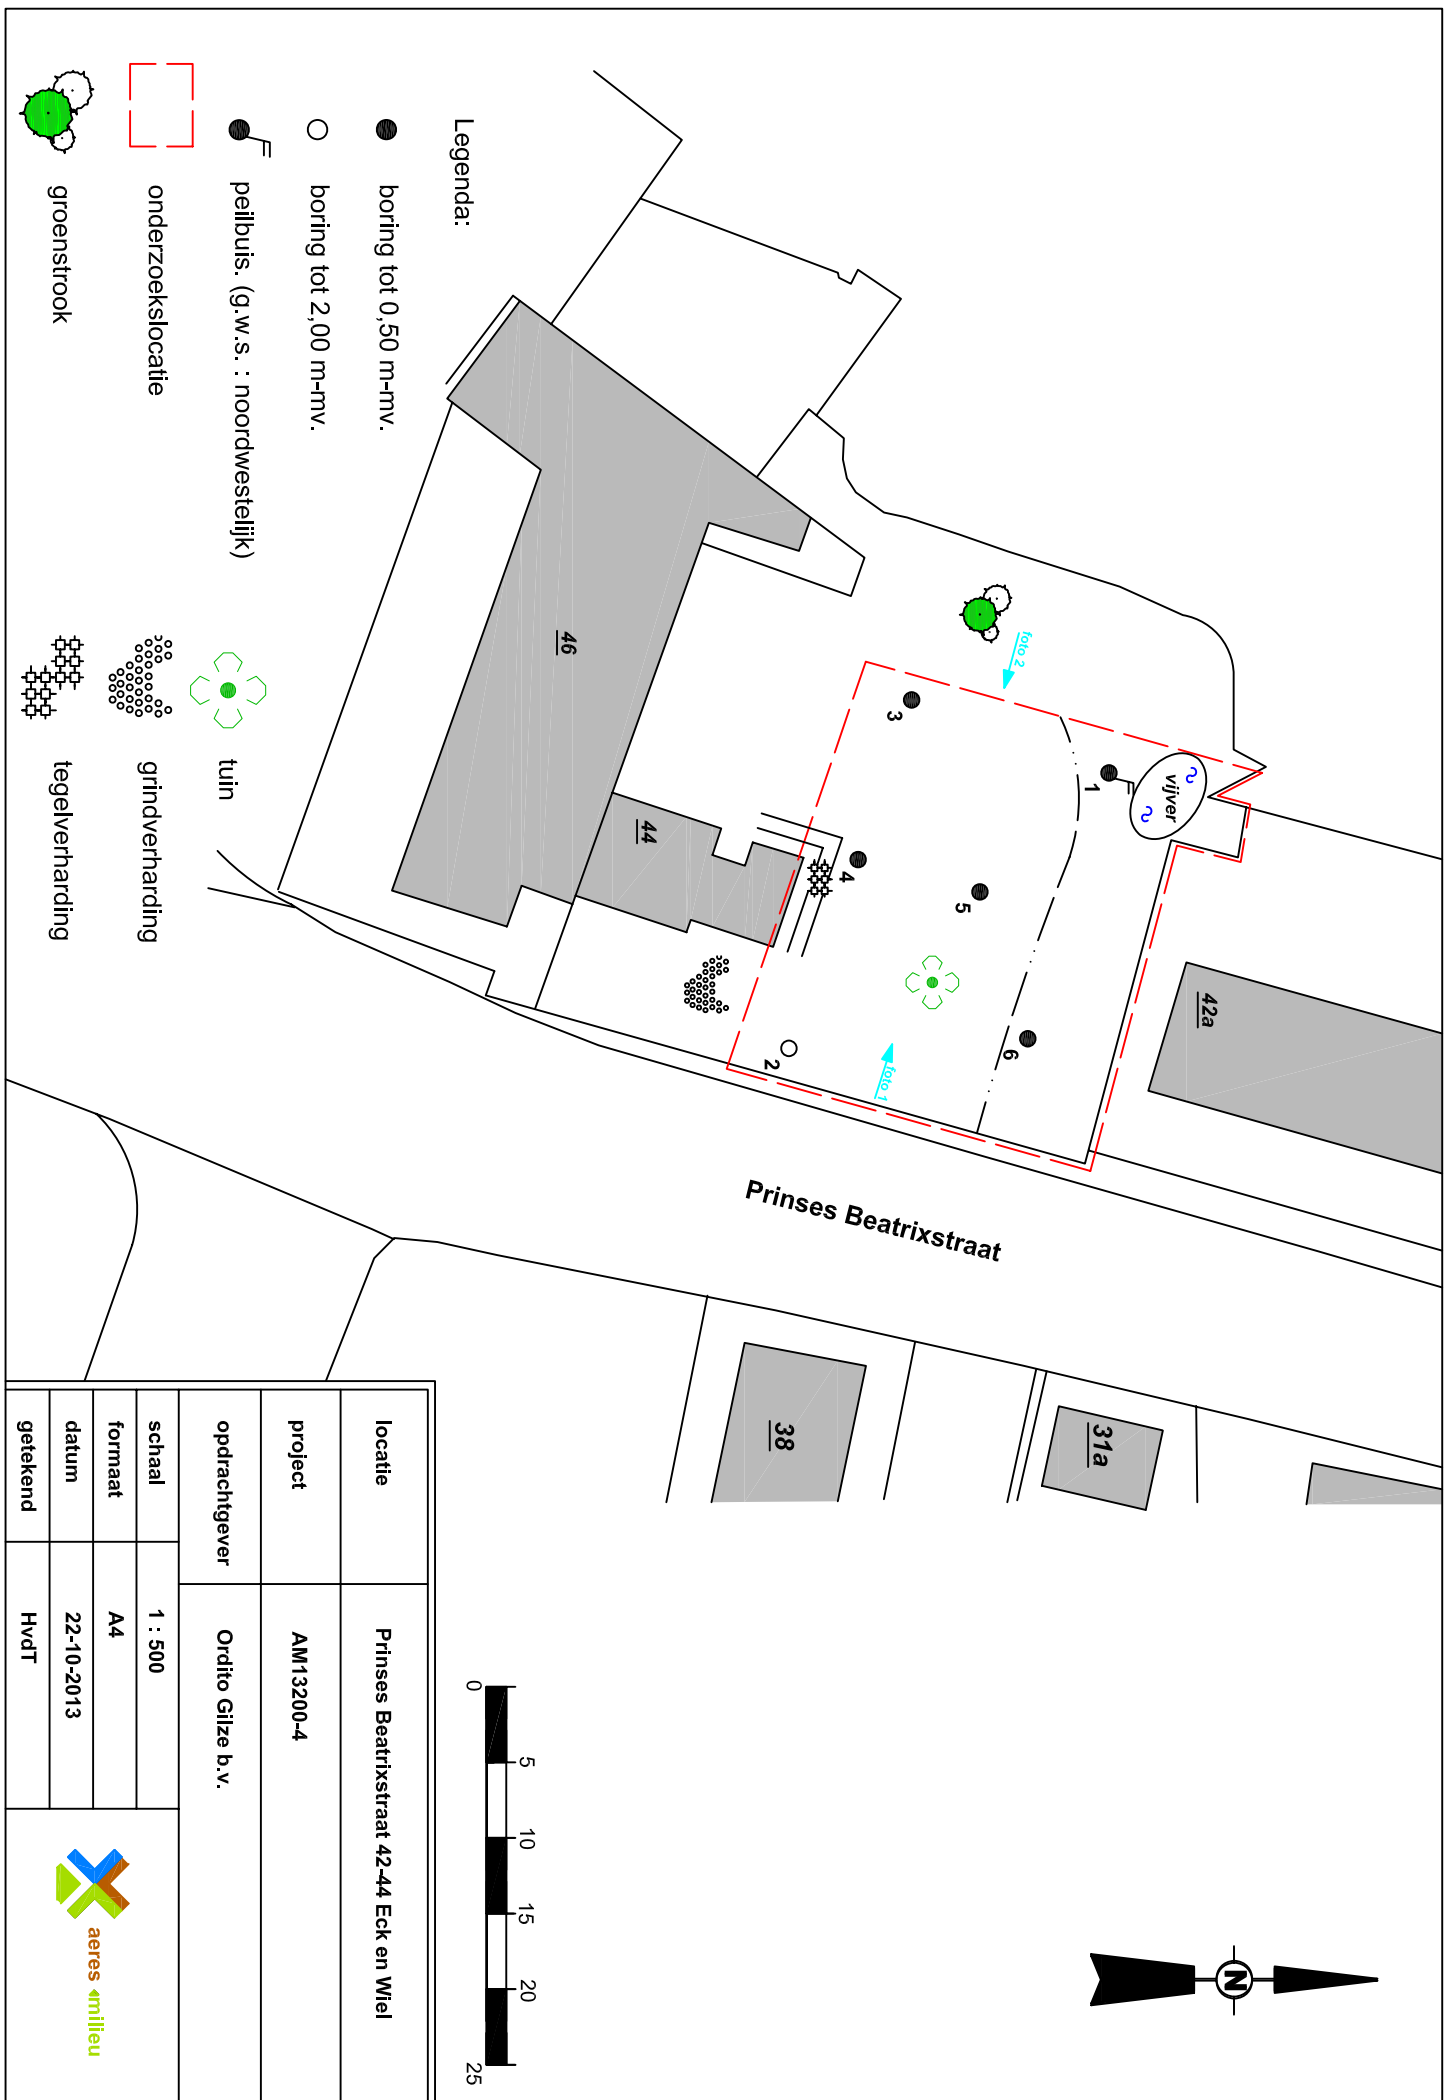 foto 2
foto 1
vijver
1
2
3
4
5
6
42a
44
46
38
31a
Prinses Beatrixstraat
N
Legenda:
boring tot 0,50 m-mv.
boring tot 2,00 m-mv.
peilbuis. (g.w.s. : noordwestelijk)
onderzoekslocatie
groenstrook
tuin
grindverharding
tegelverharding
0 5 10 15 20 25
locatie Prinses Beatrixstraat 42-44 Eck en Wiel
project AM13200-4
opdrachtgever Ordito Gilze b.v.
schaal 1 : 500
formaat A4
datum 22-10-2013
getekend HvdT
aeres milieu